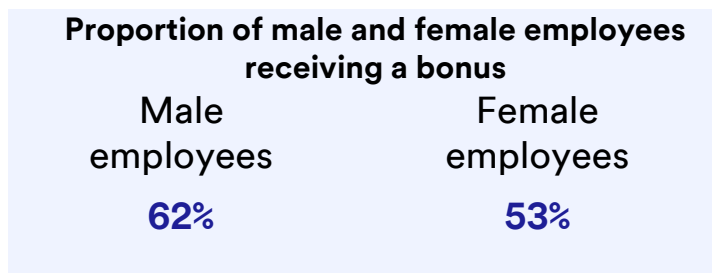 Proportion of male and female employees
receiving a bonus
Male
employees
62%
Female
employees
53%